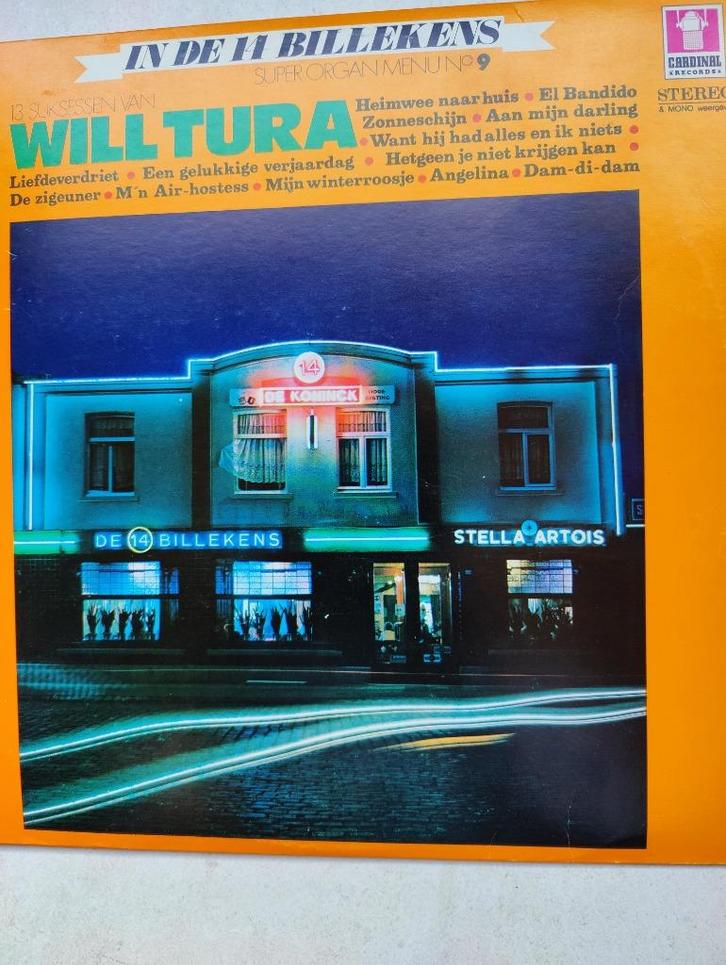 IN DE 14 BILLEKENS
SUPER ORGAN MENU No 9
CARDINAL
RECORDS
STEREO
& MONO weerga
13 SUKSESSEN VAN
WILL TURA
Heimwee naar huis • El Bandido
Zonneschijn • Aan mijn darling
• Want hij had alles en ik niets •
Liefdeverdriet • Een gelukkige verjaardag • Hetgeen je niet krijgen kan •
De zigeuner • M'n Air-hostess • Mijn winterroosje • Angelina • Dam-di-dam
14
DE KONINCK
DE 14 BILLEKENS
STELLA ARTOIS
S